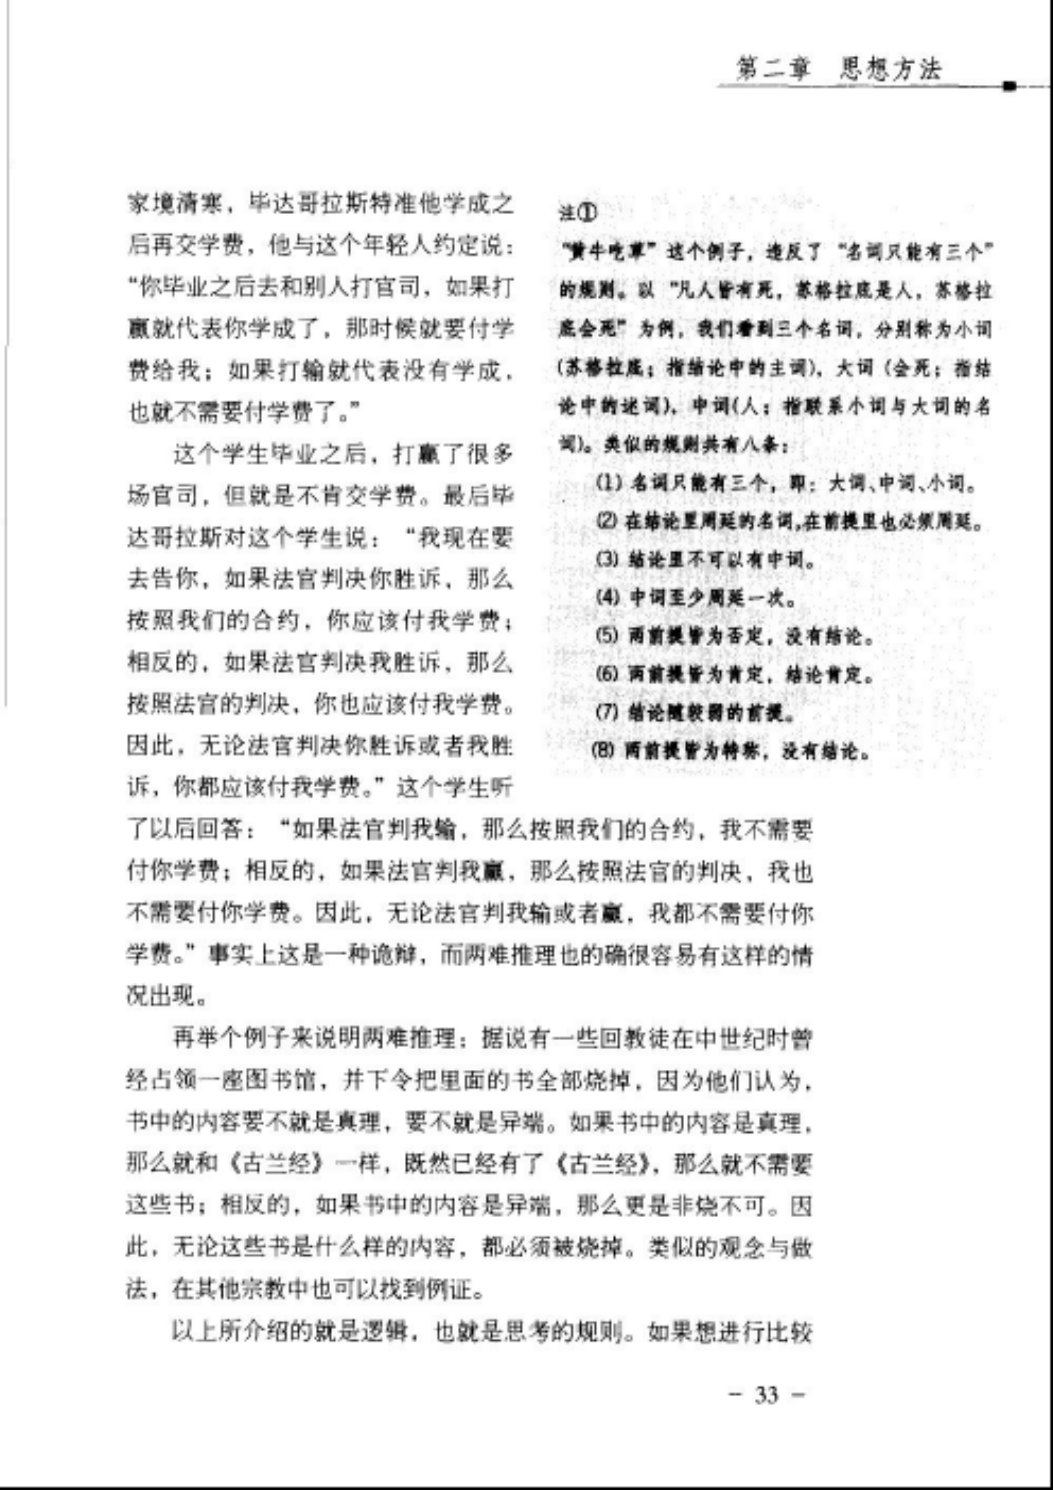 第二章 思想方法
家境清寒，毕达哥拉斯特准他学成之
后再交学费，他与这个年轻人约定说：
“你毕业之后去和别人打官司，如果打
赢就代表你学成了，那时候就要付学
费给我；如果打输就代表没有学成，
也就不需要付学费了。”
这个学生毕业之后，打赢了很多
场官司，但就是不肯交学费。最后毕
达哥拉斯对这个学生说：“我现在要
去告你，如果法官判决你胜诉，那么
按照我们的合约，你应该付我学费；
相反的，如果法官判决我胜诉，那么
按照法官的判决，你也应该付我学费。
因此，无论法官判决你胜诉或者我胜
诉，你都应该付我学费。”这个学生听
了以后回答：“如果法官判我输，那么按照我们的合约，我不需要
付你学费；相反的，如果法官判我赢，那么按照法官的判决，我也
不需要付你学费。因此，无论法官判我输或者赢，我都不需要付你
学费。”事实上这是一种诡辩，而两难推理也的确很容易有这样的情
况出现。
再举个例子来说明两难推理：据说有一些回教徒在中世纪时曾
经占领一座图书馆，并下令把里面的书全部烧掉，因为他们认为，
书中的内容要不就是真理，要不就是异端。如果书中的内容是真理，
那么就和《古兰经》一样，既然已经有了《古兰经》，那么就不需要
这些书；相反的，如果书中的内容是异端，那么更是非烧不可。因
此，无论这些书是什么样的内容，都必须被烧掉。类似的观念与做
法，在其他宗教中也可以找到例证。
以上所介绍的就是逻辑，也就是思考的规则。如果想进行比较
注①
“黄牛吃草”这个例子，违反了“名词只能有三个”
的规则。以“凡人皆有死，苏格拉底是人，苏格拉
底会死”为例，我们看到三个名词，分别称为小词
(苏格拉底；指结论中的主词)，大词（会死；指结
论中的述词)，中词(人；指联系小词与大词的名
词)。类似的规则共有八条：
(1) 名词只能有三个，即：大词、中词、小词。
(2) 在结论里周延的名词,在前提里也必须周延。
(3) 结论里不可以有中词。
(4) 中词至少周延一次。
(5) 两前提皆为否定，没有结论。
(6) 两前提皆为肯定，结论肯定。
(7) 结论随较弱的前提。
(8) 两前提皆为特称，没有结论。
－ 33 －